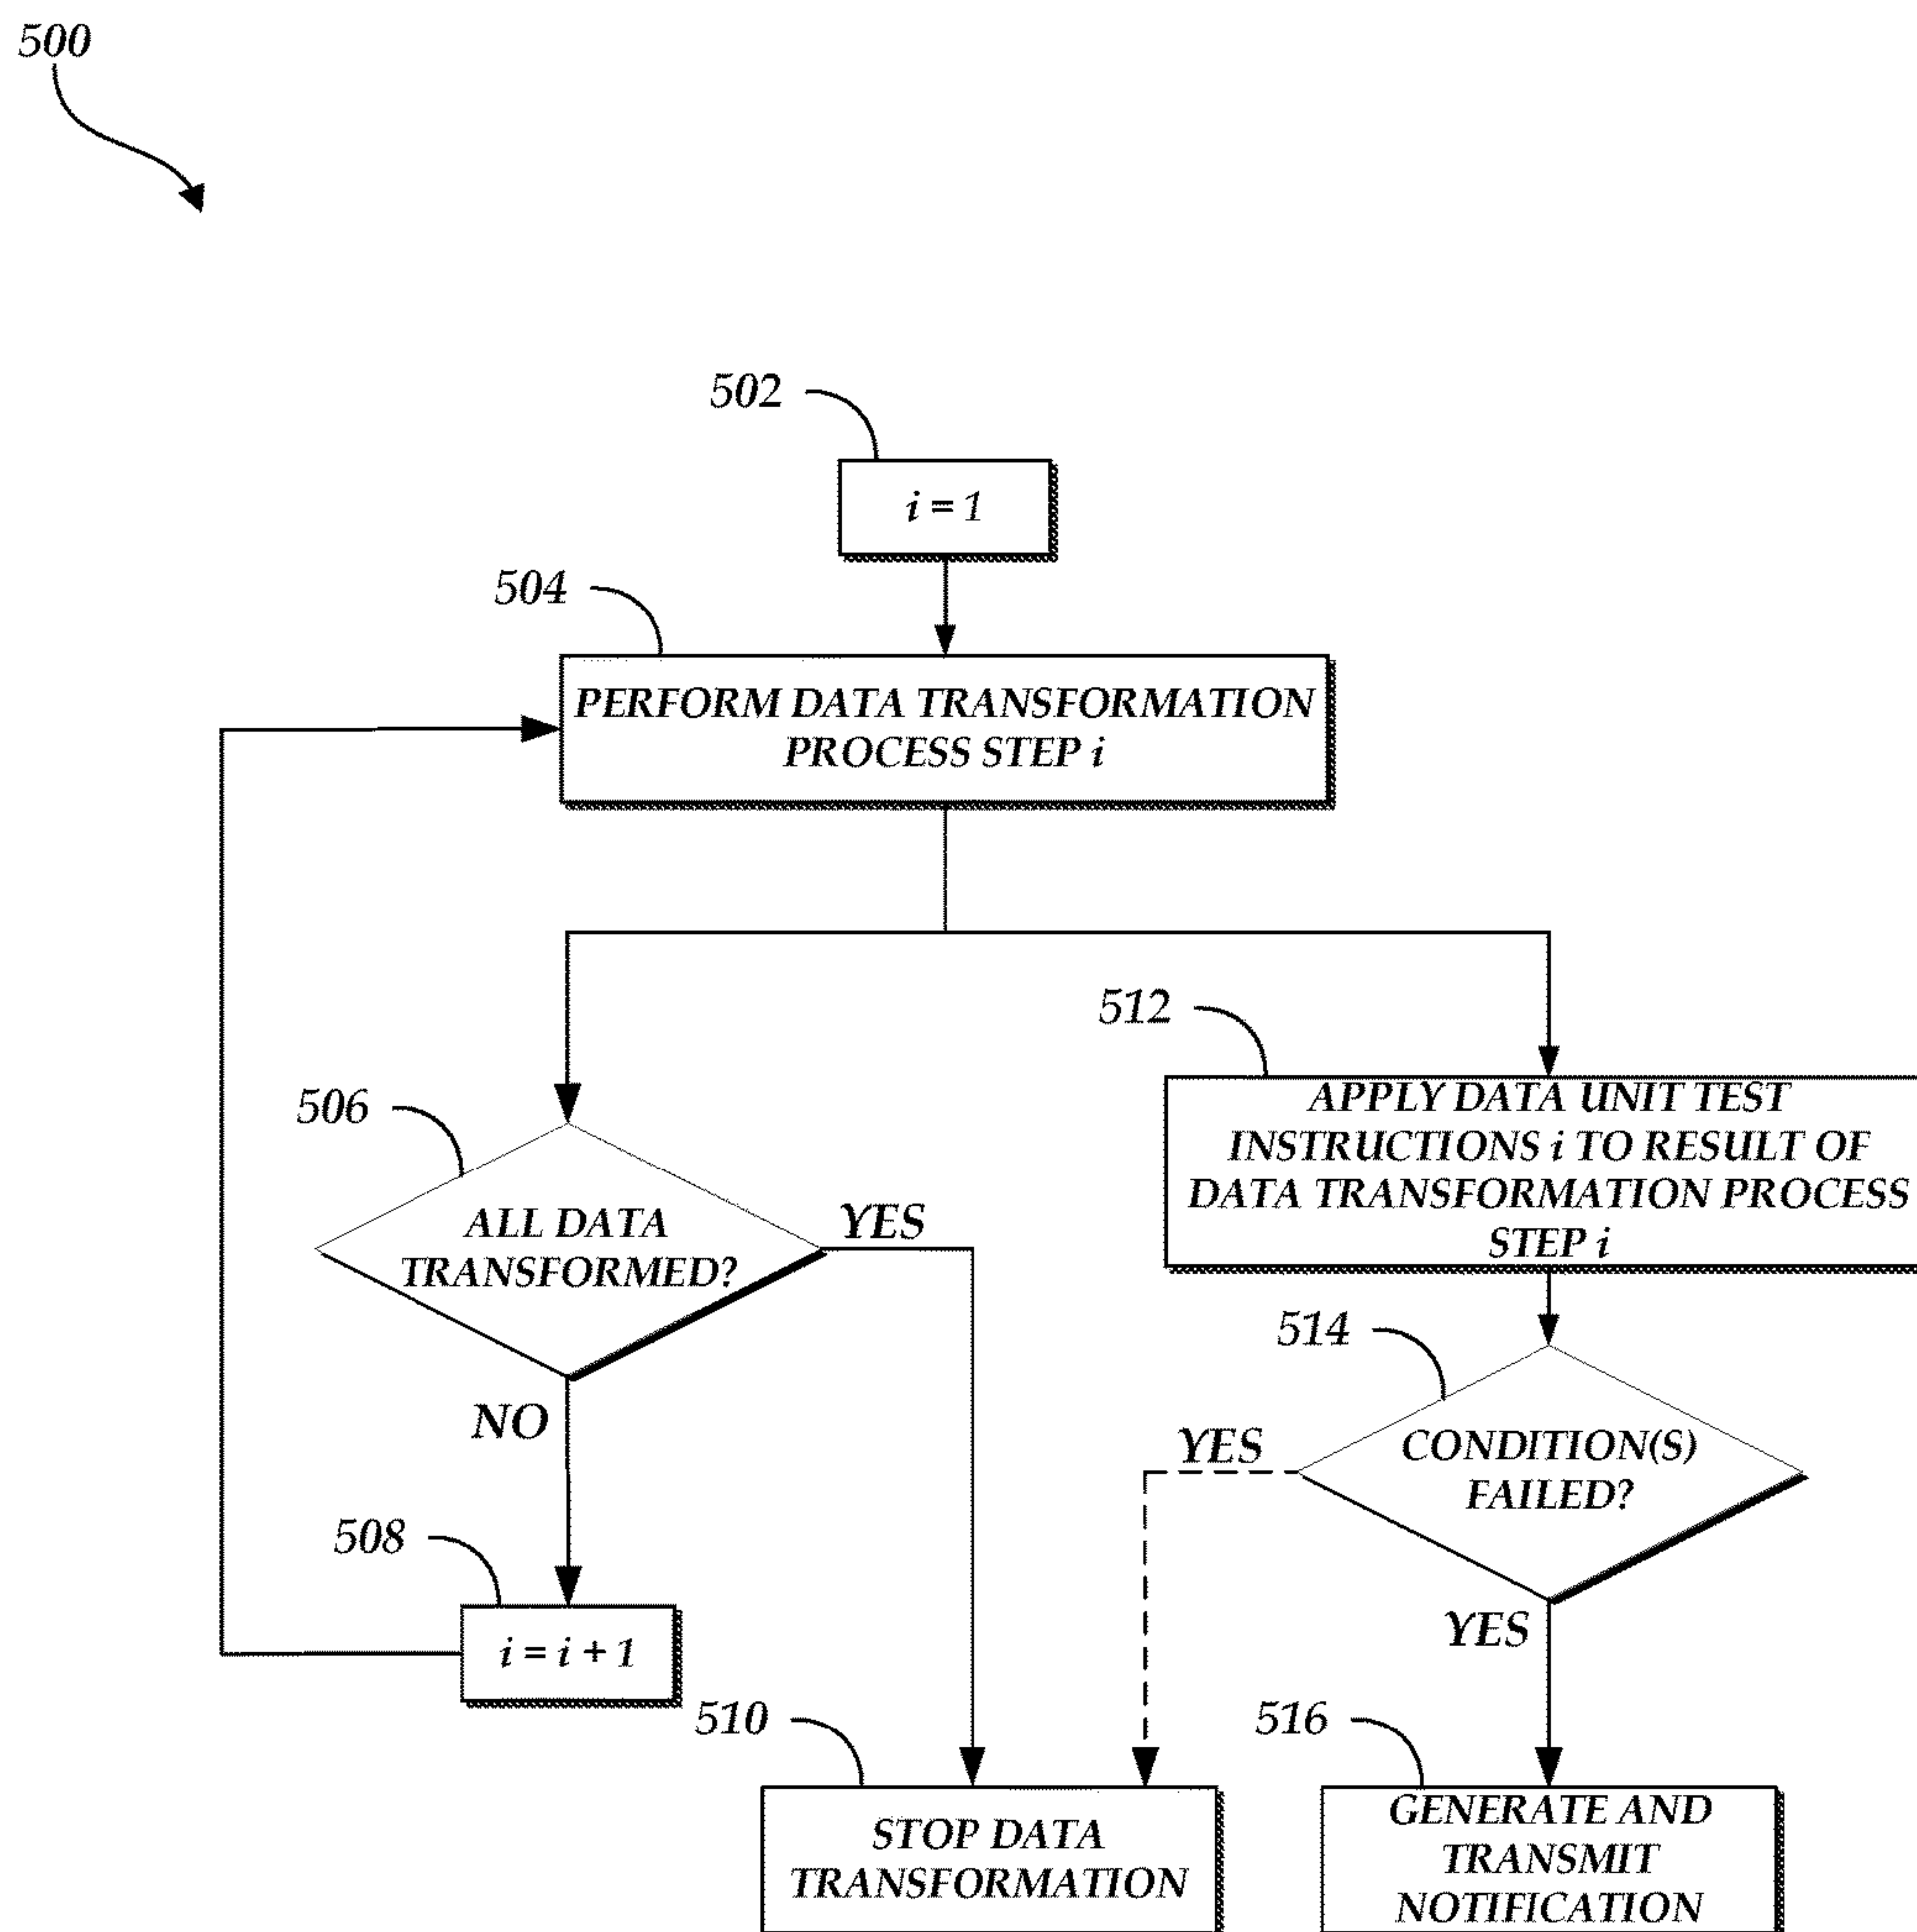 500
502
i = 1
504
PERFORM DATA TRANSFORMATION
PROCESS STEP i
512
APPLY DATA UNIT TEST
INSTRUCTIONS i TO RESULT OF
DATA TRANSFORMATION PROCESS
STEP i
506
ALL DATA
TRANSFORMED?
YES
NO
514
CONDITION(S)
FAILED?
YES
YES
508
i = i + 1
510
STOP DATA
TRANSFORMATION
516
GENERATE AND
TRANSMIT
NOTIFICATION